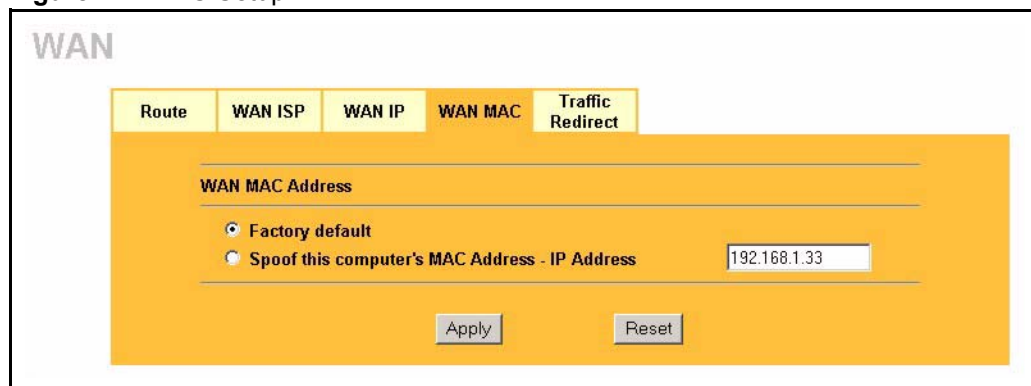 WAN
Route WAN ISP WAN IP WAN MAC Traffic Redirect
WAN MAC Address
Factory default
Spoof this computer's MAC Address - IP Address 192.168.1.33
Apply Reset